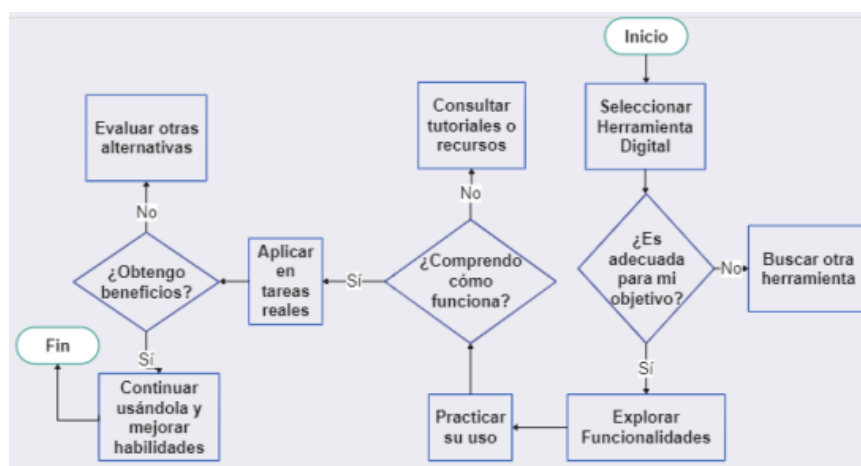 Inicio
Seleccionar
Herramienta
Digital
¿Es
adecuada
para mi
objetivo?
No
Buscar otra
herramienta
Sí
Explorar
Funcionalidades
Practicar
su uso
¿Comprendo
cómo
funciona?
No
Consultar
tutoriales o
recursos
Sí
Aplicar
en
tareas
reales
¿Obtengo
beneficios?
No
Evaluar otras
alternativas
Sí
Continuar
usándola y
mejorar
habilidades
Fin